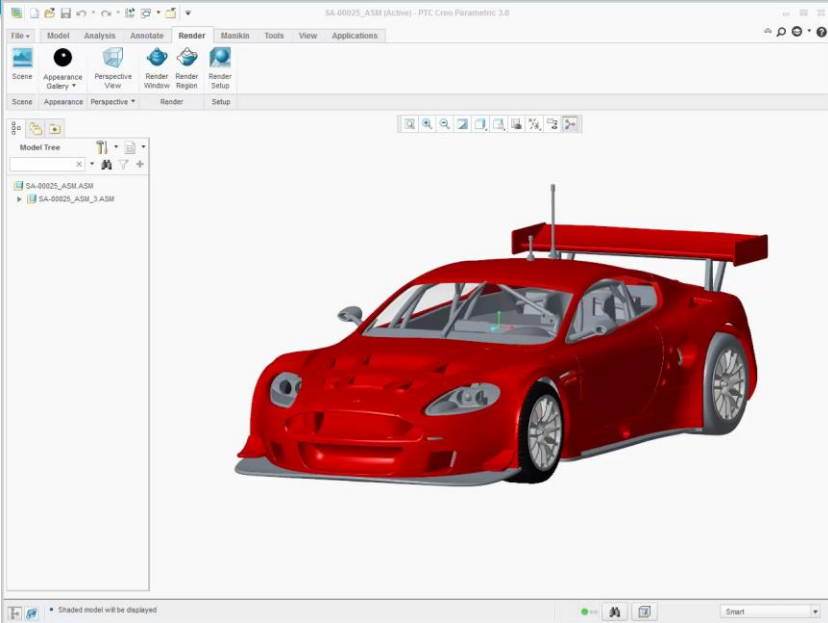 SA-00025_ASM (Active) - PTC Creo Parametric 3.0
File Model Analysis Annotate Render Manikin Tools View Applications
Scene Appearance Gallery Perspective View Render Window Render Region Render Setup
Scene Appearance Perspective Render Setup
Model Tree
SA-00025_ASM.ASM
SA-00025_ASM_3.ASM
Shaded model will be displayed
Smart